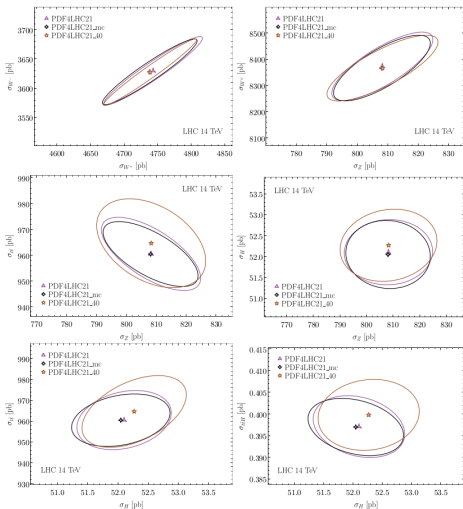 3700
3650
3600
3550
σW⁻ [pb]
PDF4LHC21
PDF4LHC21_mc
PDF4LHC21_40
LHC 14 TeV
4600 4650 4700 4750 4800 4850
8500
8400
8300
8200
8100
PDF4LHC21
PDF4LHC21_mc
PDF4LHC21_40
LHC 14 TeV
780 790 800 810 820 830
σZ [pb]
990
980
970
960
950
940
σtt̄ [pb]
LHC 14 TeV
PDF4LHC21
PDF4LHC21_mc
PDF4LHC21_40
770 780 790 800 810 820 830
σZ [pb]
53.5
53.0
52.5
52.0
51.5
51.0
σH [pb]
LHC 14 TeV
PDF4LHC21
PDF4LHC21_mc
PDF4LHC21_40
770 780 790 800 810 820 830
σZ [pb]
1000
990
980
970
960
950
940
930
σtt̄ [pb]
PDF4LHC21
PDF4LHC21_mc
PDF4LHC21_40
LHC 14 TeV
51.0 51.5 52.0 52.5 53.0 53.5
σH [pb]
0.415
0.410
0.405
0.400
0.395
0.390
0.385
PDF4LHC21
PDF4LHC21_mc
PDF4LHC21_40
LHC 14 TeV
51.0 51.5 52.0 52.5 53.0 53.5
σH [pb]